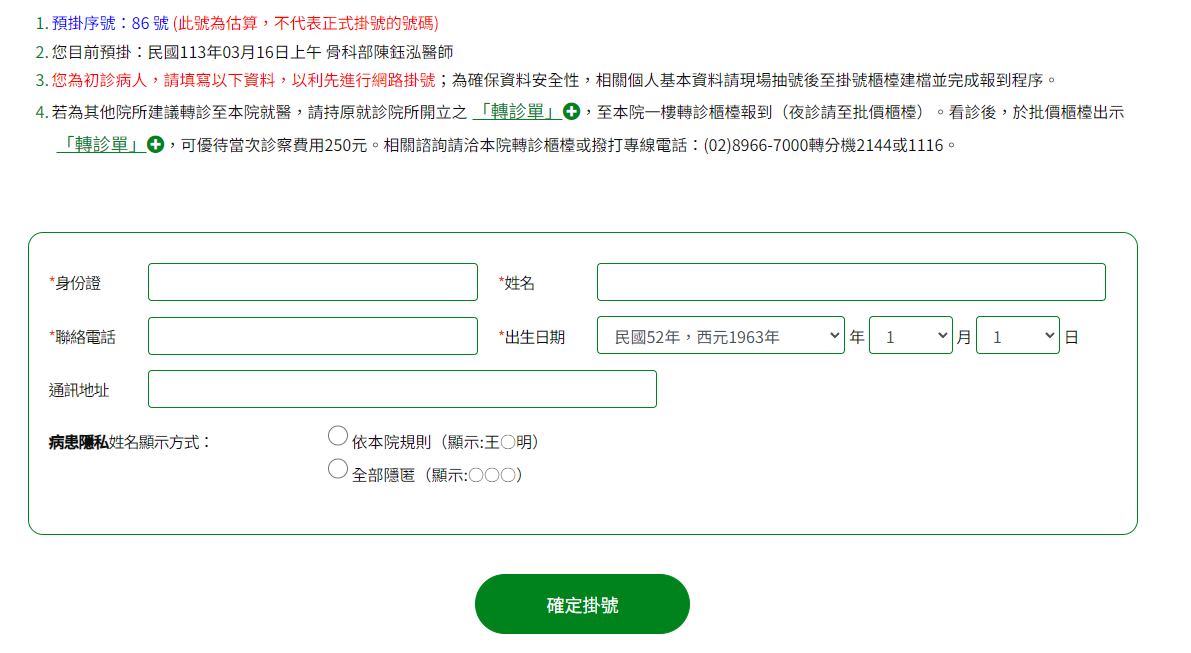 1. 預掛序號：86 號 (此號為估算，不代表正式掛號的號碼)
2. 您目前預掛：民國113年03月16日上午 骨科部陳鈺泓醫師
3. 您為初診病人，請填寫以下資料，以利先進行網路掛號；為確保資料安全性，相關個人基本資料請現場抽號後至掛號櫃檯建檔並完成報到程序。
4. 若為其他院所建議轉診至本院就醫，請持原就診院所開立之 「轉診單」，至本院一樓轉診櫃檯報到（夜診請至批價櫃檯）。看診後，於批價櫃檯出示
「轉診單」，可優待當次診察費用250元。相關諮詢請洽本院轉診櫃檯或撥打專線電話：(02)8966-7000轉分機2144或1116。
*身份證 *姓名
*聯絡電話 *出生日期 民國52年，西元1963年 年 1 月 1 日
通訊地址
病患隱私姓名顯示方式： 依本院規則（顯示:王〇明）
全部隱匿（顯示:〇〇〇）
確定掛號